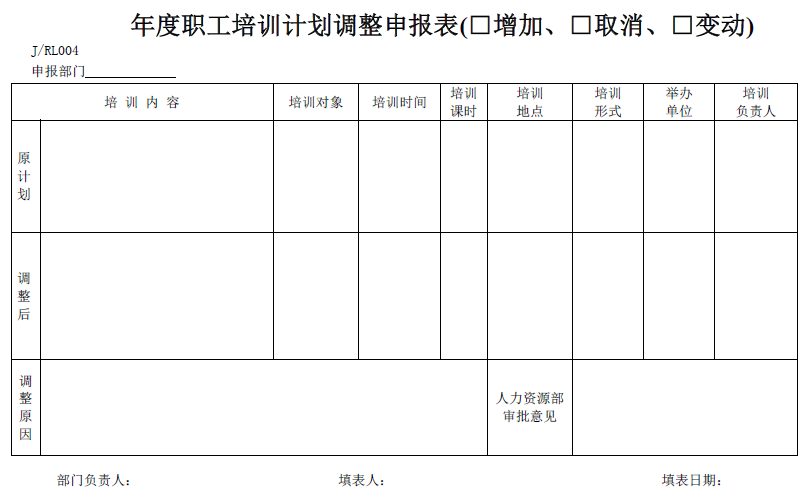 年度职工培训计划调整申报表(□增加、□取消、□变动)
J/RL004
申报部门
培 训 内 容 培训对象 培训时间 培训课时 培训地点 培训形式 举办单位 培训负责人
原计划
调整后
调整原因 人力资源部审批意见
部门负责人: 填表人: 填表日期: